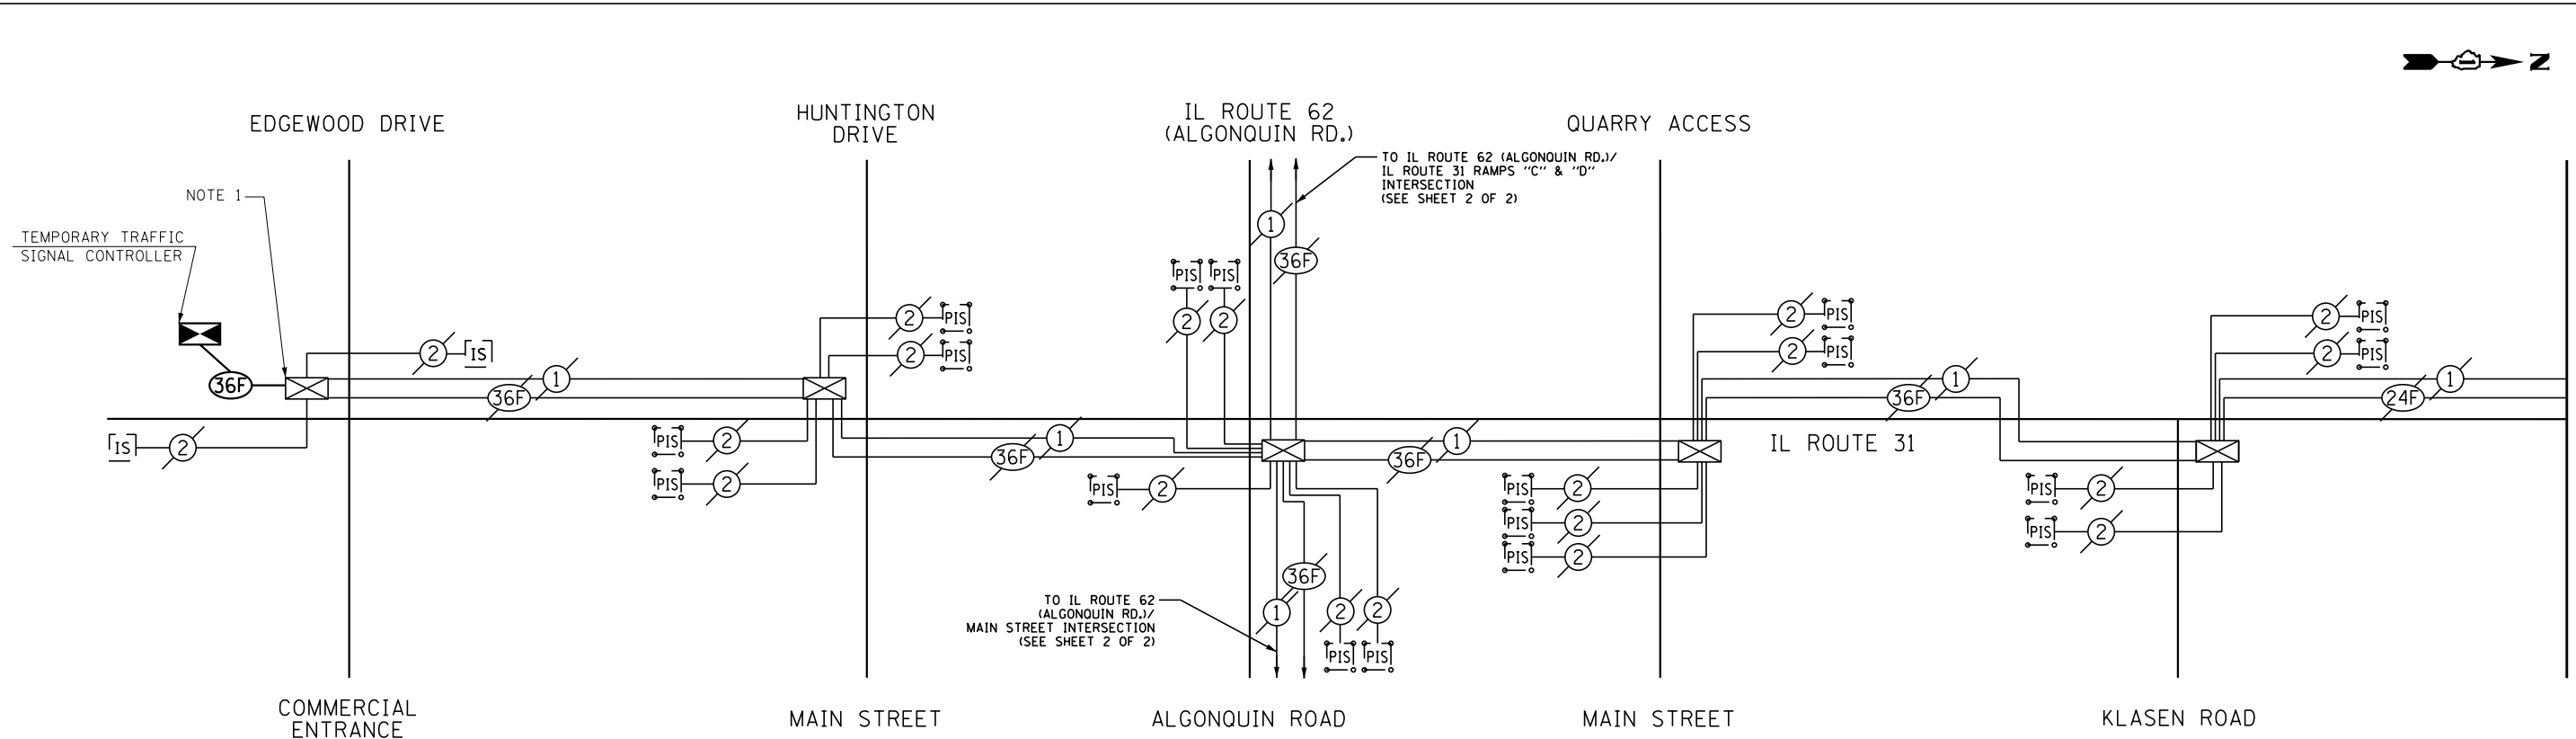 N
EDGEWOOD DRIVE
HUNTINGTON
DRIVE
IL ROUTE 62
(ALGONQUIN RD.)
QUARRY ACCESS
TO IL ROUTE 62 (ALGONQUIN RD.)/
IL ROUTE 31 RAMPS "C" & "D"
INTERSECTION
(SEE SHEET 2 OF 2)
NOTE 1
TEMPORARY TRAFFIC
SIGNAL CONTROLLER
1
36F
PIS
PIS
2
2
2
PIS
2
PIS
2
PIS
2
PIS
2
PIS
2
PIS
2
IS
36F
36F
1
36F
1
24F
1
IS
2
PIS
2
PIS
2
36F
1
36F
1
IL ROUTE 31
PIS
2
PIS
2
PIS
2
PIS
2
PIS
2
PIS
2
36F
1
2
2
PIS
PIS
TO IL ROUTE 62
(ALGONQUIN RD.)/
MAIN STREET INTERSECTION
(SEE SHEET 2 OF 2)
COMMERCIAL
ENTRANCE
MAIN STREET
ALGONQUIN ROAD
MAIN STREET
KLASEN ROAD